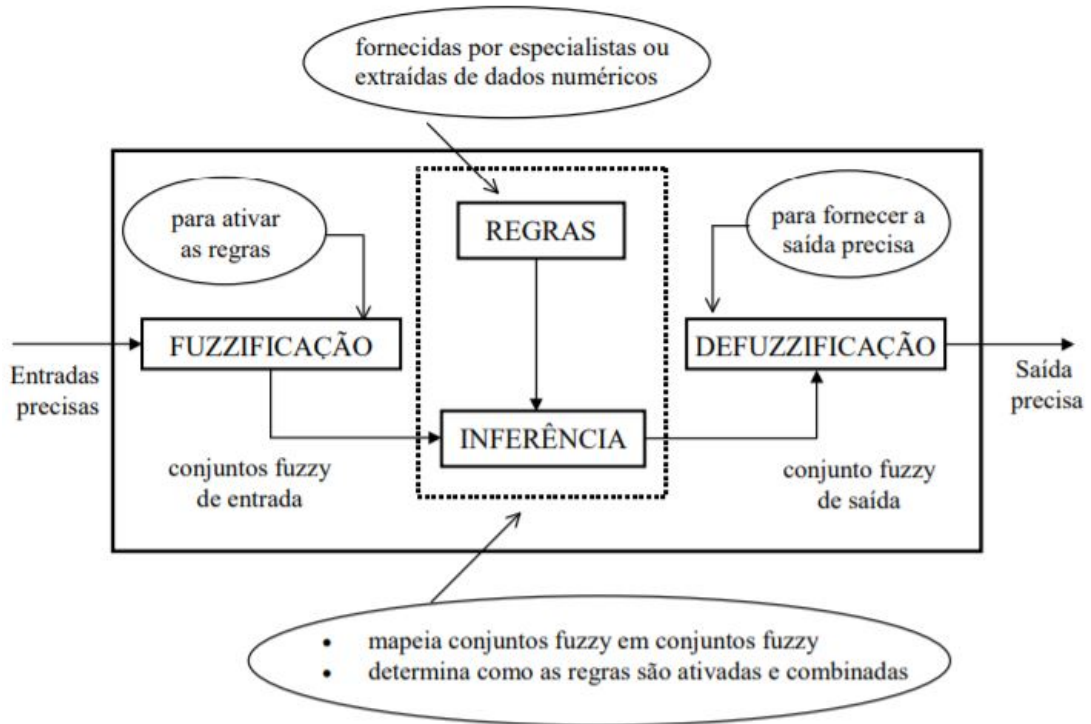 fornecidas por especialistas ou
extraídas de dados numéricos
para ativar
as regras
REGRAS
para fornecer a
saída precisa
FUZZIFICAÇÃO
DEFUZZIFICAÇÃO
Entradas
precisas
Saída
precisa
INFERÊNCIA
conjuntos fuzzy
de entrada
conjunto fuzzy
de saída
• mapeia conjuntos fuzzy em conjuntos fuzzy
• determina como as regras são ativadas e combinadas